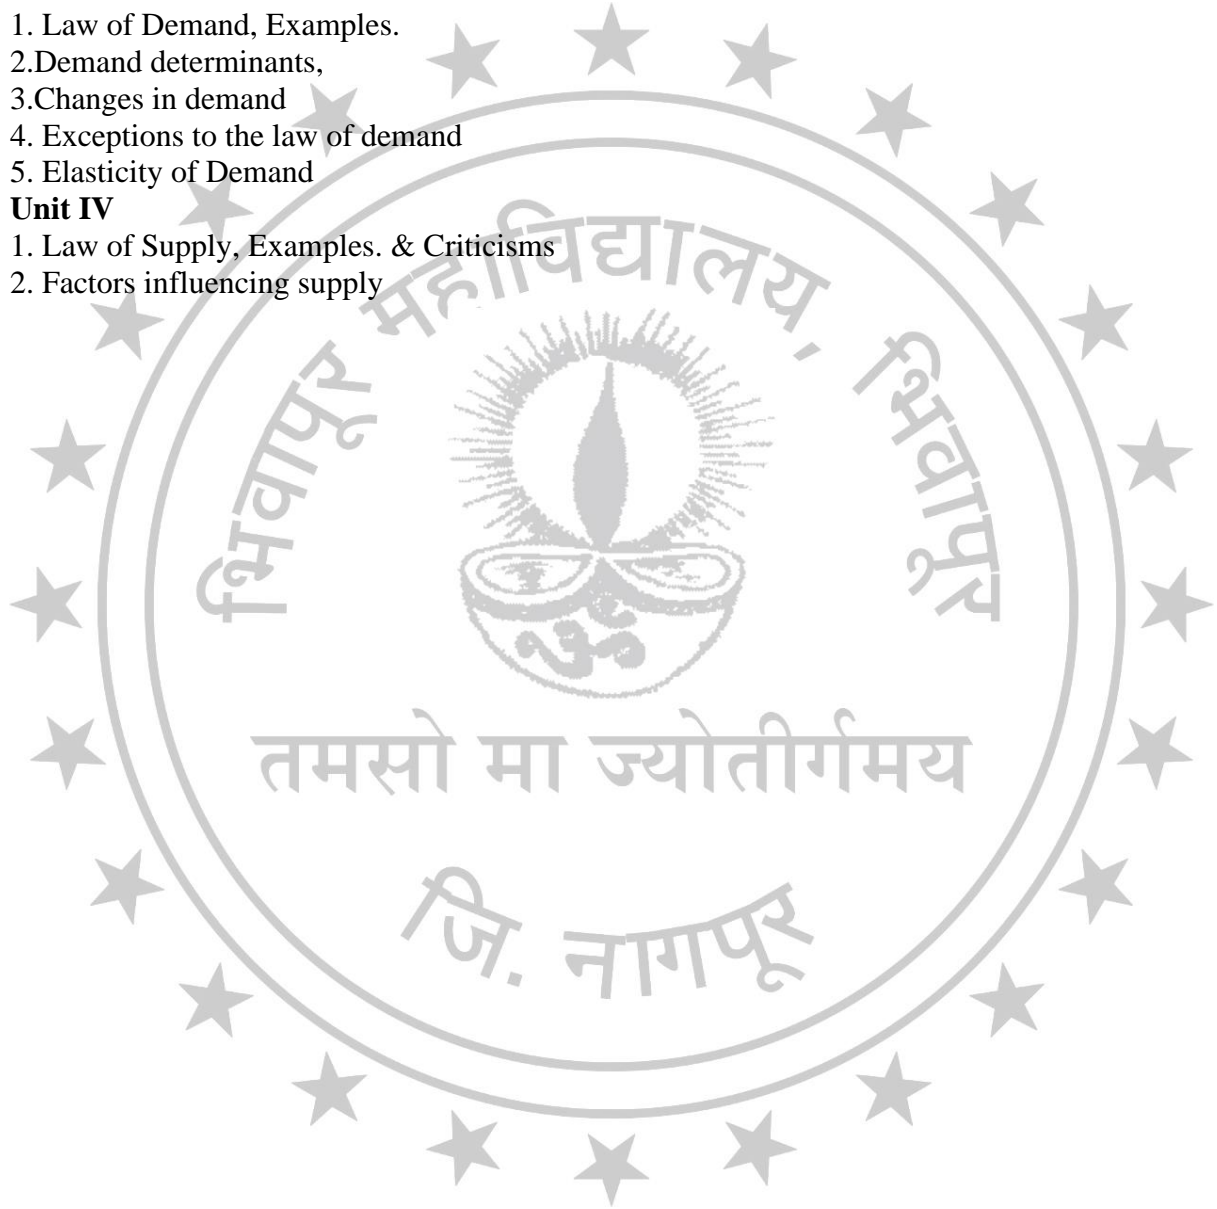 1. Law of Demand, Examples.
2.Demand determinants,
3.Changes in demand
4. Exceptions to the law of demand
5. Elasticity of Demand
Unit IV
1. Law of Supply, Examples. & Criticisms
2. Factors influencing supply
भिवापूर महाविद्यालय, भिवापूर
तमसो मा ज्योतीर्गमय
जि. नागपूर